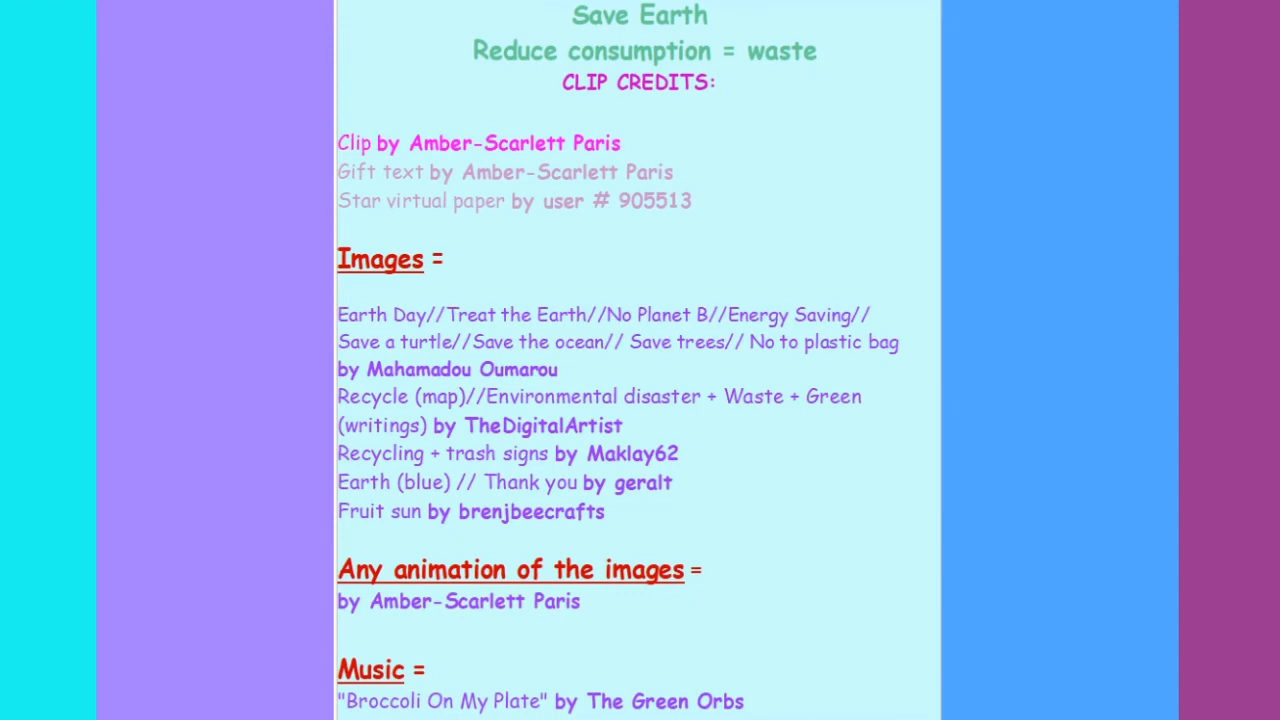 Save Earth
Reduce consumption = waste
CLIP CREDITS:
Clip by Amber-Scarlett Paris
Gift text by Amber-Scarlett Paris
Star virtual paper by user # 905513
Images =
Earth Day//Treat the Earth//No Planet B//Energy Saving//
Save a turtle//Save the ocean// Save trees// No to plastic bag
by Mahamadou Oumarou
Recycle (map)//Environmental disaster + Waste + Green
(writings) by TheDigitalArtist
Recycling + trash signs by Maklay62
Earth (blue) // Thank you by geralt
Fruit sun by brenjbeecrafts
Any animation of the images =
by Amber-Scarlett Paris
Music =
"Broccoli On My Plate" by The Green Orbs